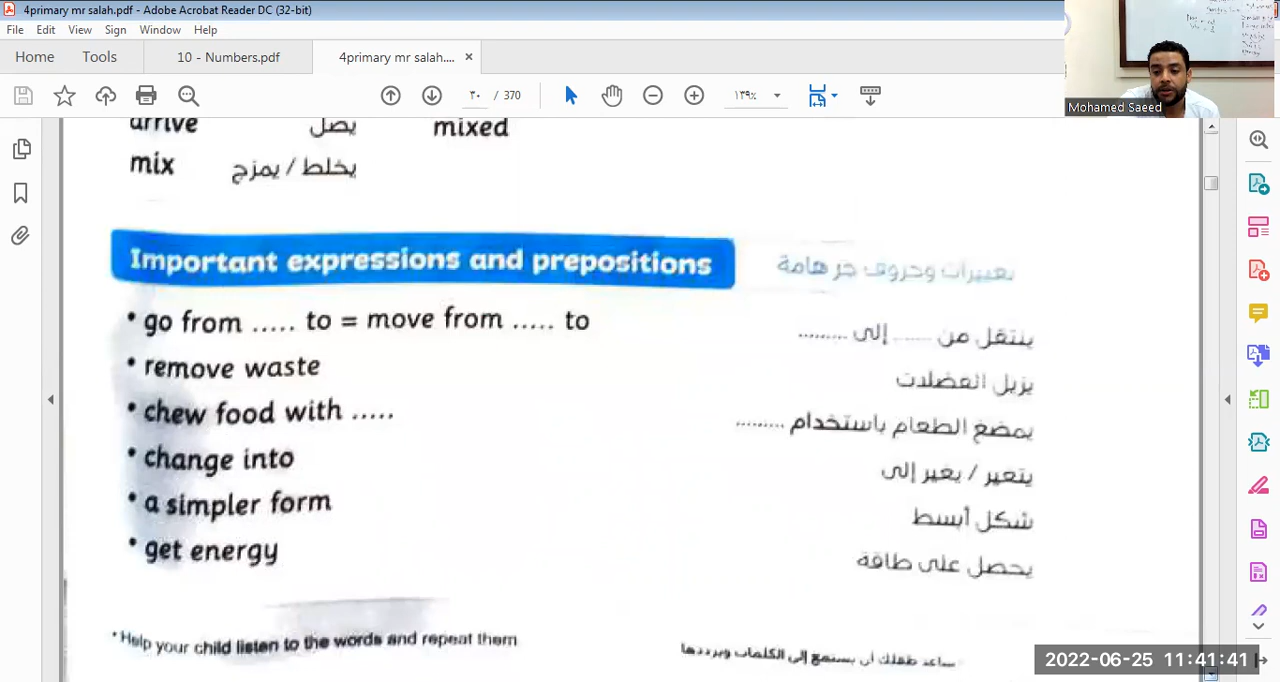 4primary mr salah.pdf - Adobe Acrobat Reader DC (32-bit)
File Edit View Sign Window Help
Home Tools 10 - Numbers.pdf 4primary mr salah.... ×
٣٠ / 370 ١٣٩%
Mohamed Saeed
arrive يصل mixed
mix يخلط / يمزج
Important expressions and prepositions تعبيرات وحروف جر هامة
• go from ..... to = move from ..... to ينتقل من ........ إلى .........
• remove waste يزيل الفضلات
• chew food with ..... يمضغ الطعام باستخدام .........
• change into يتغير / يغير إلى
• a simpler form شكل أبسط
• get energy يحصل على طاقة
* Help your child listen to the words and repeat them ساعد طفلك أن يستمع إلى الكلمات ويرددها
2022-06-25 11:41:41